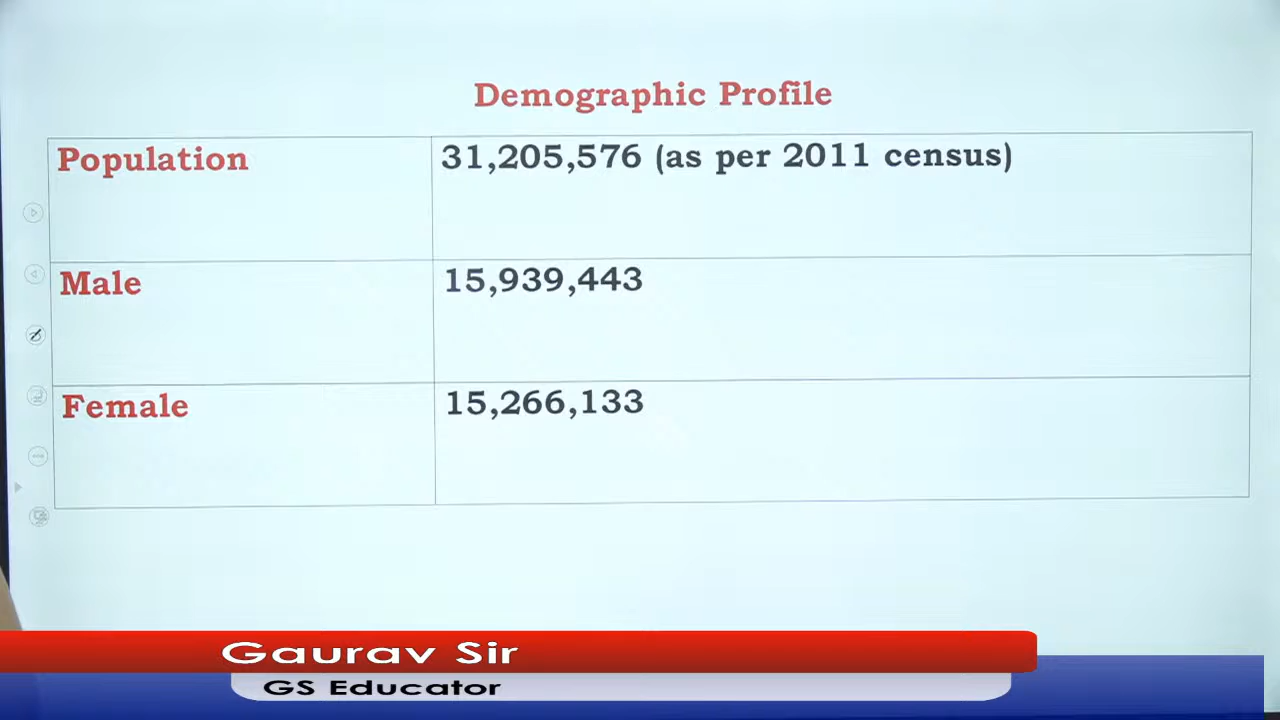 Demographic Profile
Population 31,205,576 (as per 2011 census)
Male 15,939,443
Female 15,266,133
Gaurav Sir
GS Educator